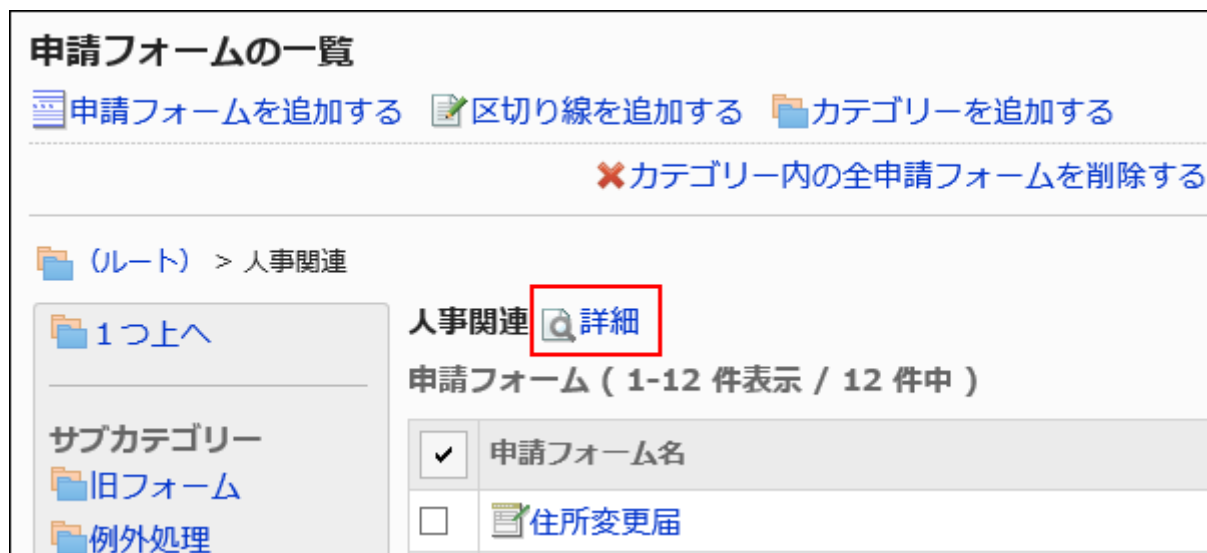 申請フォームの一覧
申請フォームを追加する 区切り線を追加する カテゴリーを追加する
カテゴリー内の全申請フォームを削除する
（ルート） > 人事関連
1つ上へ
サブカテゴリー
旧フォーム
例外処理
人事関連 詳細
申請フォーム ( 1-12 件表示 / 12 件中 )
申請フォーム名
住所変更届